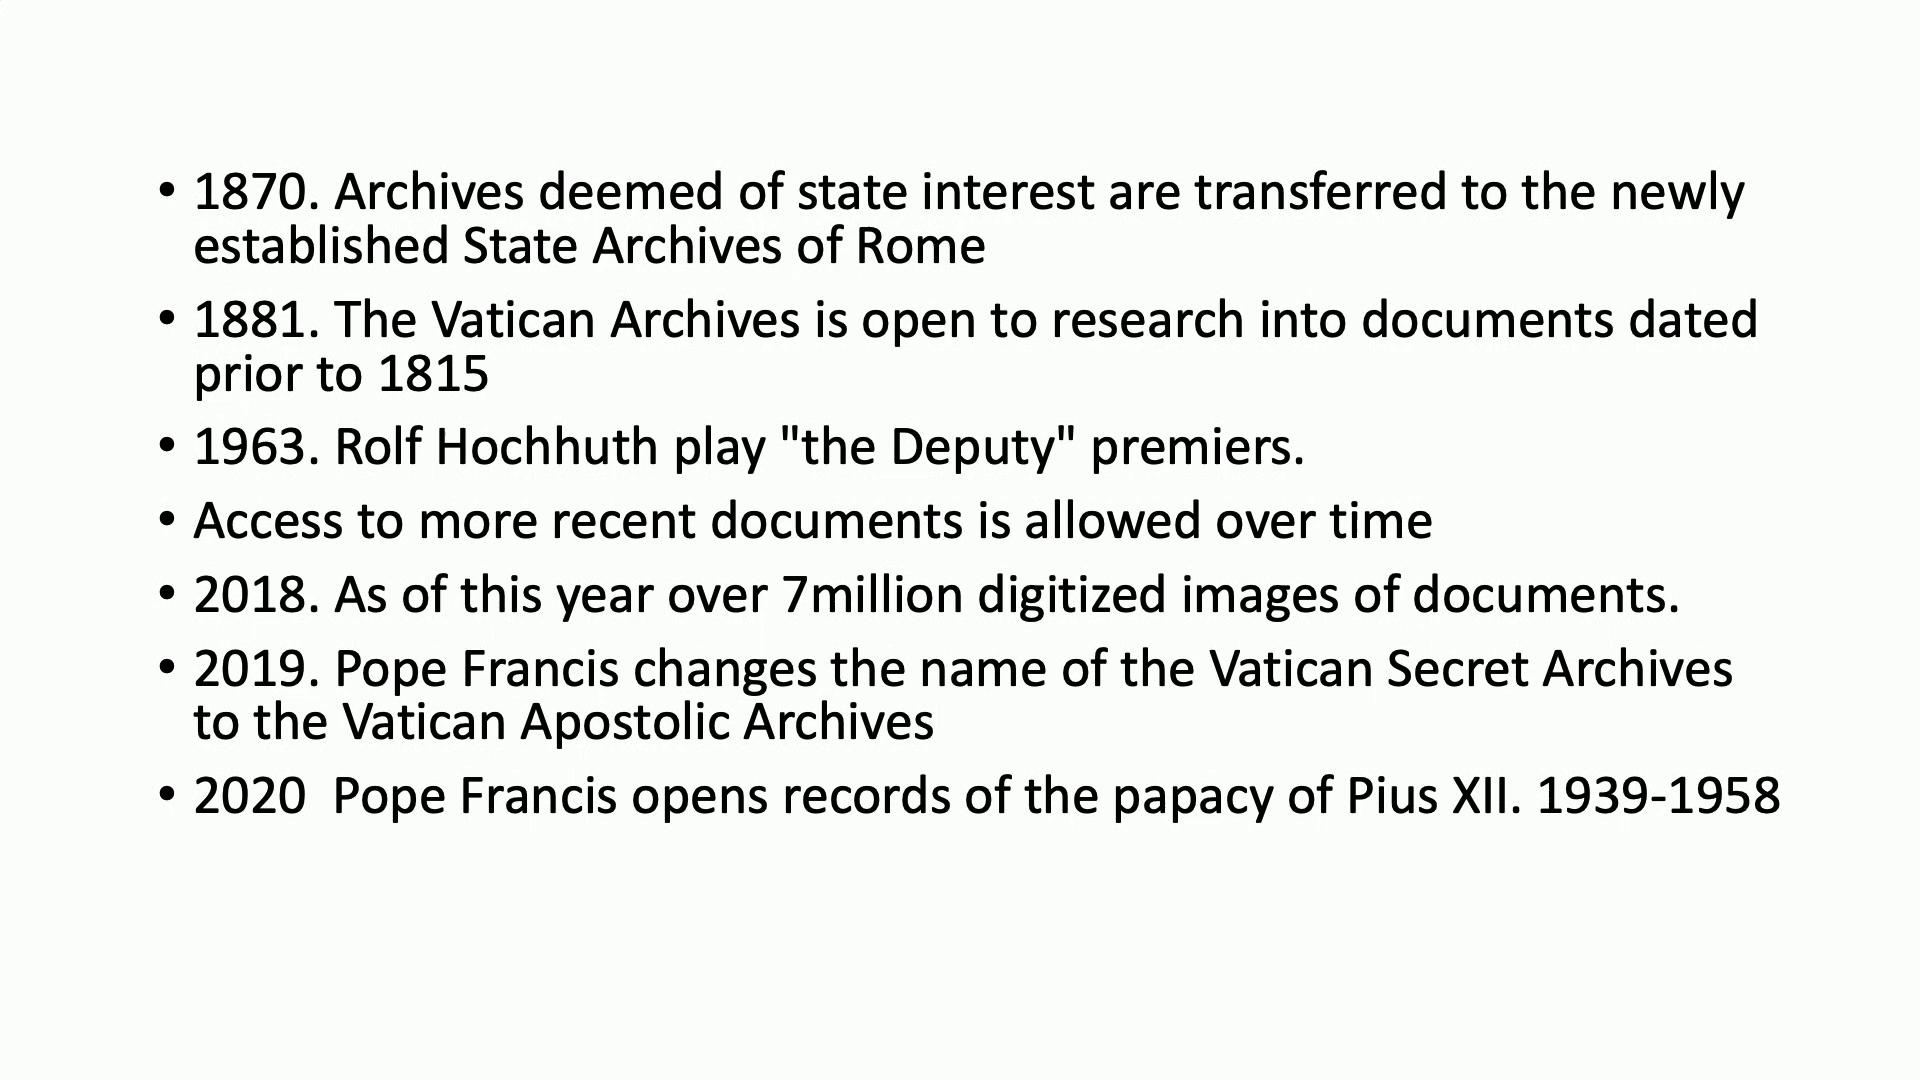 • 1870. Archives deemed of state interest are transferred to the newly
established State Archives of Rome
• 1881. The Vatican Archives is open to research into documents dated
prior to 1815
• 1963. Rolf Hochhuth play "the Deputy" premiers.
• Access to more recent documents is allowed over time
• 2018. As of this year over 7million digitized images of documents.
• 2019. Pope Francis changes the name of the Vatican Secret Archives
to the Vatican Apostolic Archives
• 2020  Pope Francis opens records of the papacy of Pius XII. 1939-1958